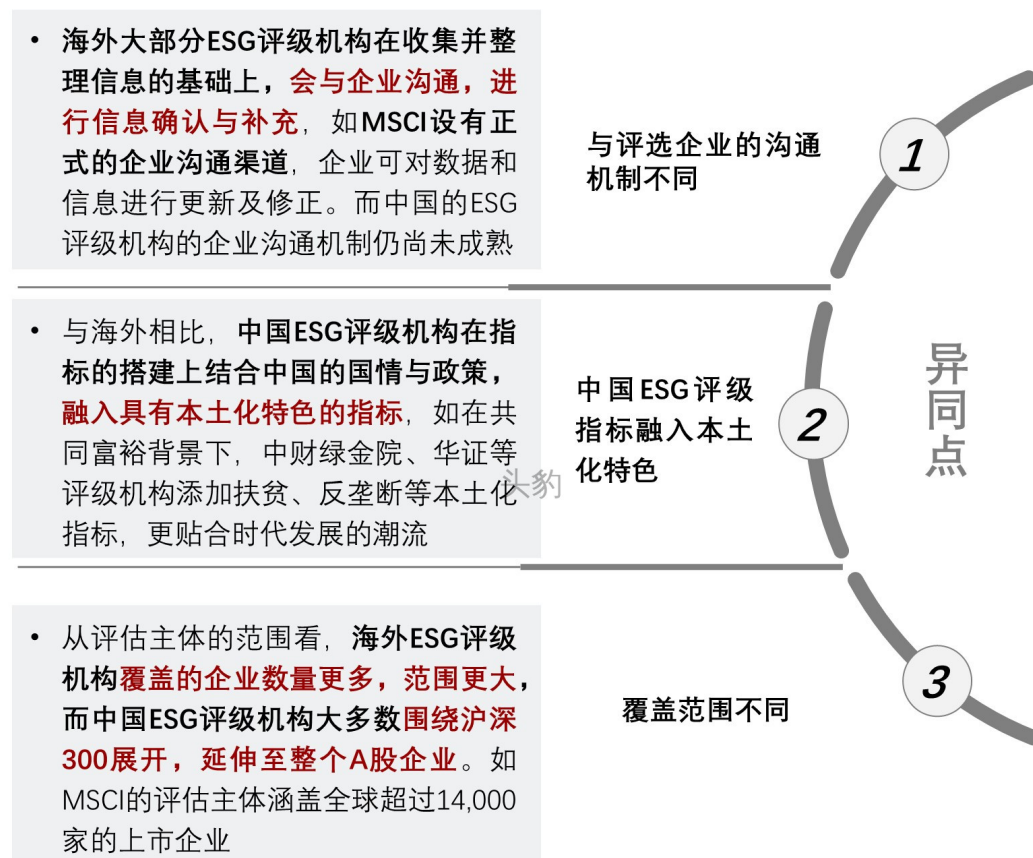 • 海外大部分ESG评级机构在收集并整
理信息的基础上，会与企业沟通，进
行信息确认与补充，如MSCI设有正
式的企业沟通渠道，企业可对数据和
信息进行更新及修正。而中国的ESG
评级机构的企业沟通机制仍尚未成熟
与评选企业的沟通
机制不同
1
• 与海外相比，中国ESG评级机构在指
标的搭建上结合中国的国情与政策，
融入具有本土化特色的指标，如在共
同富裕背景下，中财绿金院、华证等
评级机构添加扶贫、反垄断等本土化
指标，更贴合时代发展的潮流
中国ESG评级
指标融入本土
化特色
2
异同点
头豹
• 从评估主体的范围看，海外ESG评级
机构覆盖的企业数量更多，范围更大，
而中国ESG评级机构大多数围绕沪深
300展开，延伸至整个A股企业。如
MSCI的评估主体涵盖全球超过14,000
家的上市企业
覆盖范围不同
3